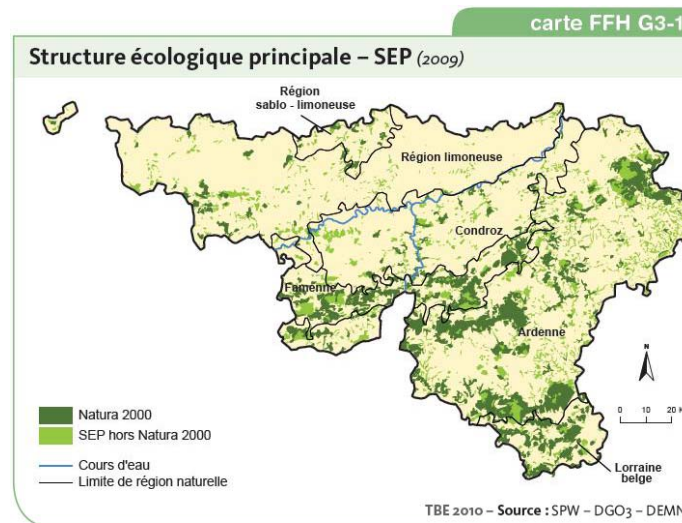 carte FFH G3-1
Structure écologique principale – SEP (2009)
Région
sablo - limoneuse
Région limoneuse
Condroz
Famenne
Ardenne
N
0 10 20 K
Natura 2000
SEP hors Natura 2000
Cours d'eau
Limite de région naturelle
Lorraine
belge
TBE 2010 – Source : SPW – DGO3 – DEMN